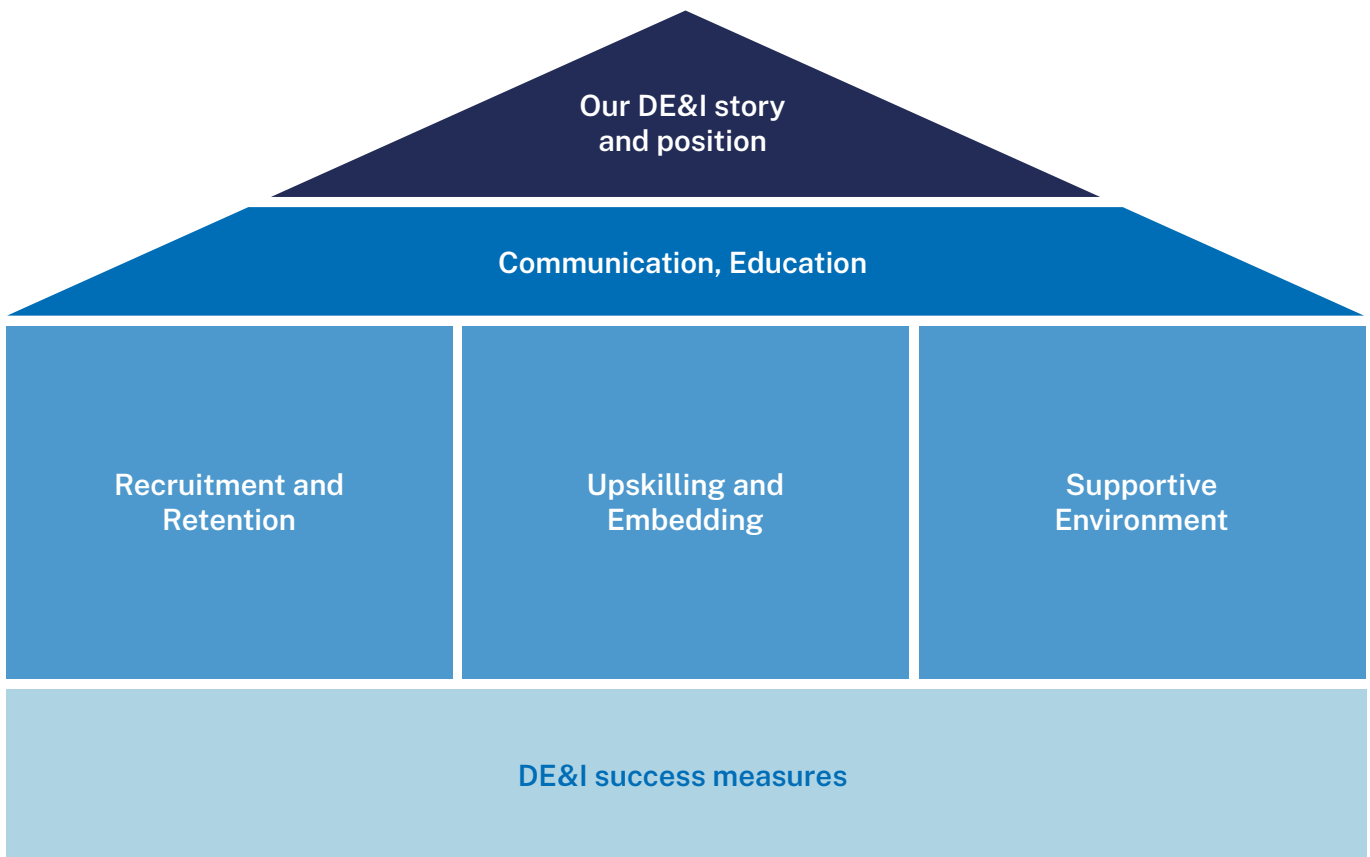 Our DE&I story
and position
Communication, Education
Recruitment and
Retention
Upskilling and
Embedding
Supportive
Environment
DE&I success measures